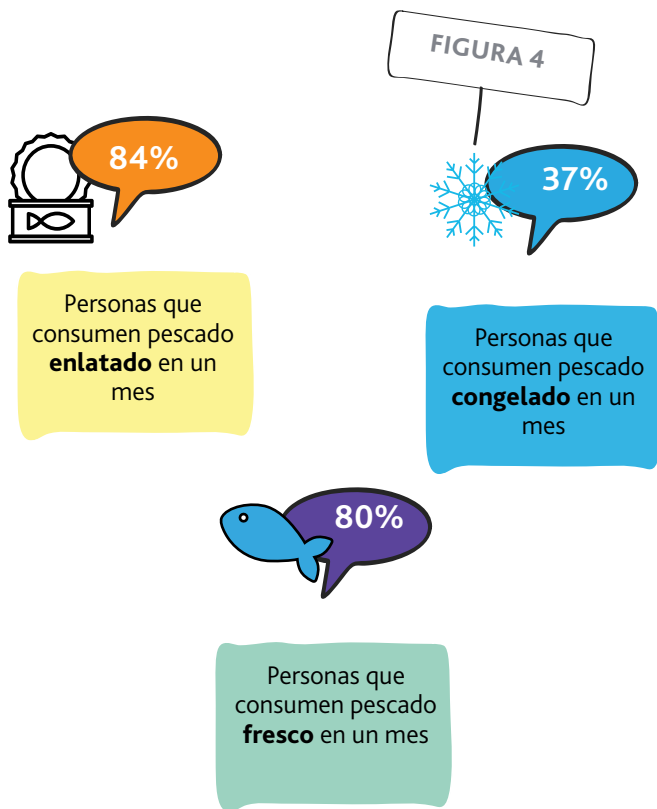 FIGURA 4
84%
37%
Personas que
consumen pescado
enlatado en un
mes
Personas que
consumen pescado
congelado en un
mes
80%
Personas que
consumen pescado
fresco en un mes